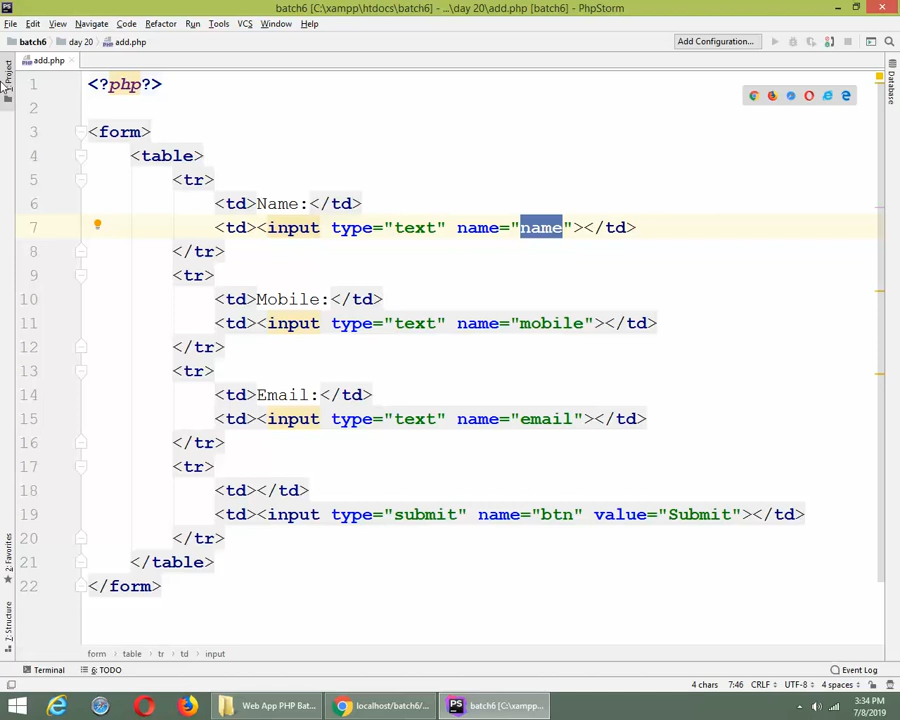 batch6 [C:\xampp\htdocs\batch6] - ...\day 20\add.php [batch6] - PhpStorm
File Edit View Navigate Code Refactor Run Tools VCS Window Help
batch6 day 20 add.php Add Configuration...
add.php
1: Project
Database
1 <?php?>
2
3 <form>
4 <table>
5 <tr>
6 <td>Name:</td>
7 <td><input type="text" name="name"></td>
8 </tr>
9 <tr>
10 <td>Mobile:</td>
11 <td><input type="text" name="mobile"></td>
12 </tr>
13 <tr>
14 <td>Email:</td>
15 <td><input type="text" name="email"></td>
16 </tr>
17 <tr>
18 <td></td>
19 <td><input type="submit" name="btn" value="Submit"></td>
20 </tr>
21 </table>
22 </form>
2: Favorites
7: Structure
form table tr td input
Terminal 6: TODO Event Log
4 chars 7:46 CRLF UTF-8 4 spaces
Web App PHP Bat... localhost/batch6/... batch6 [C:\xampp...
3:34 PM
7/8/2019